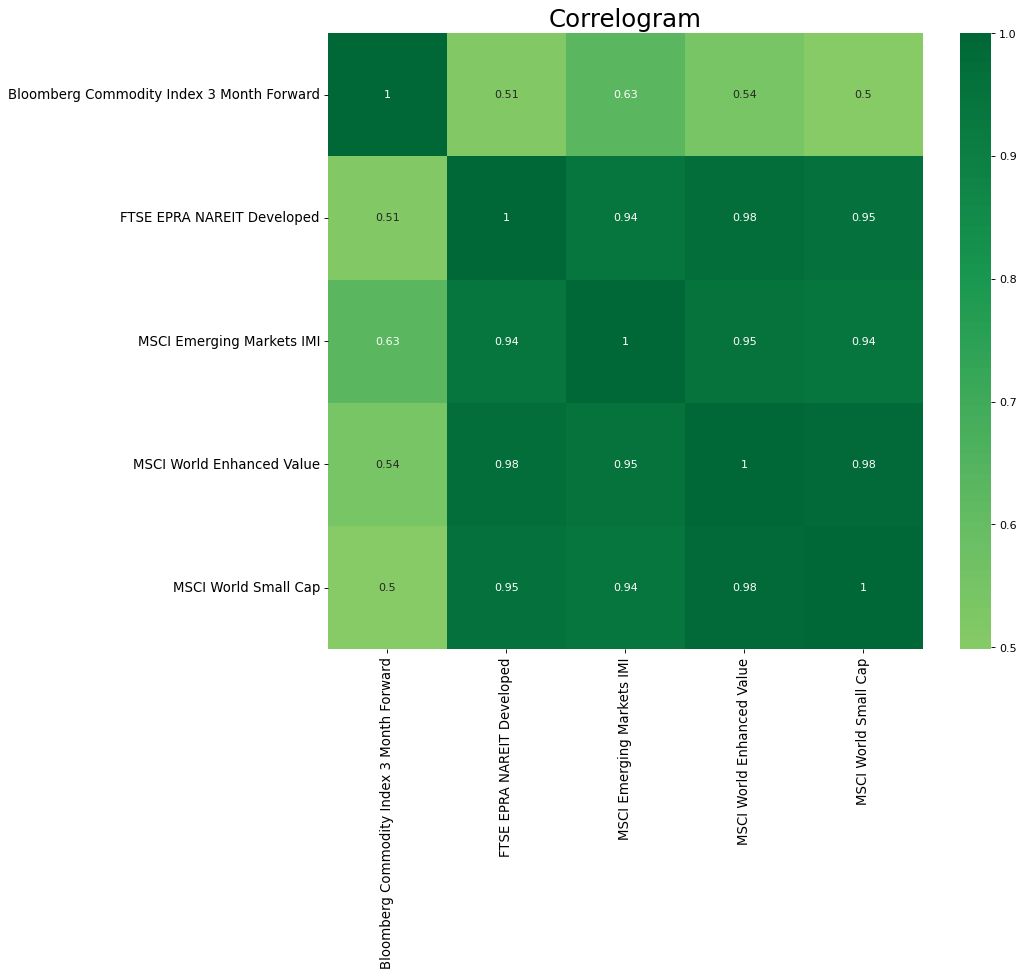 Correlogram
Bloomberg Commodity Index 3 Month Forward
1 0.51 0.63 0.54 0.5
FTSE EPRA NAREIT Developed
0.51 1 0.94 0.98 0.95
MSCI Emerging Markets IMI
0.63 0.94 1 0.95 0.94
MSCI World Enhanced Value
0.54 0.98 0.95 1 0.98
MSCI World Small Cap
0.5 0.95 0.94 0.98 1
Bloomberg Commodity Index 3 Month Forward
FTSE EPRA NAREIT Developed
MSCI Emerging Markets IMI
MSCI World Enhanced Value
MSCI World Small Cap
1.0
0.9
0.8
0.7
0.6
0.5